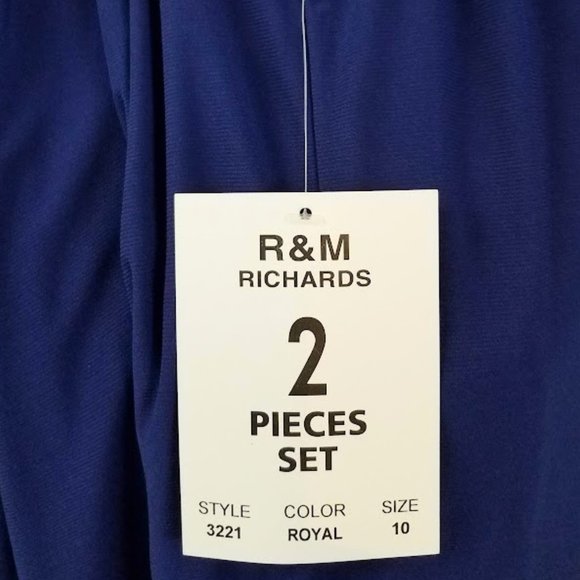 R&M
RICHARDS
2
PIECES
SET
STYLE COLOR SIZE
3221 ROYAL 10